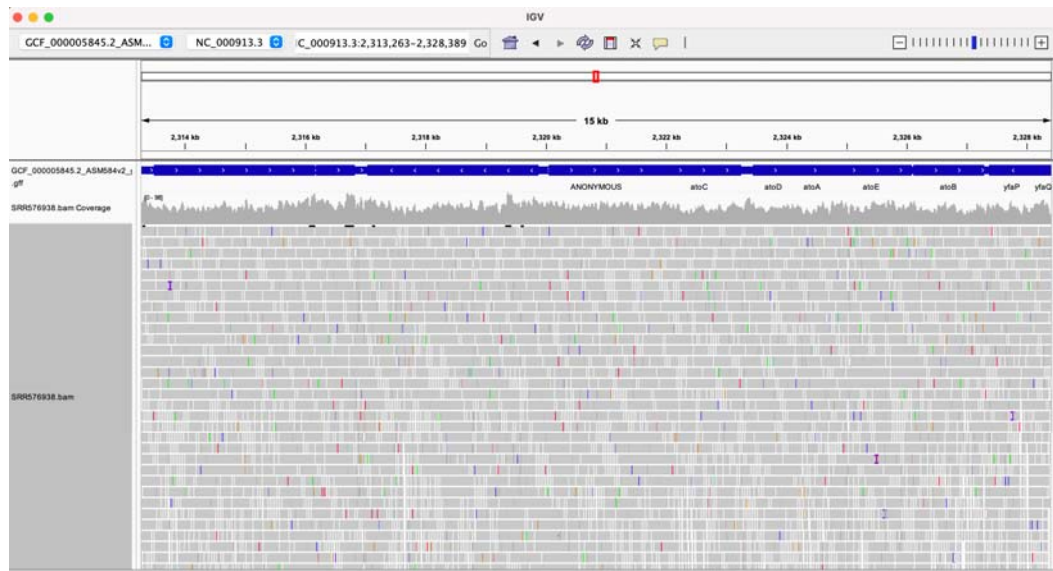 IGV
GCF_000005845.2_ASM... NC_000913.3 C_000913.3:2,313,263-2,328,389 Go
15 kb
2,314 kb 2,316 kb 2,318 kb 2,320 kb 2,322 kb 2,324 kb 2,326 kb 2,328 kb
GCF_000005845.2_ASM584v2_
.gff
ANONYMOUS atoC atoD atoA atoE atoB yfaP yfaQ
SRR576938.bam Coverage
SRR576938.bam